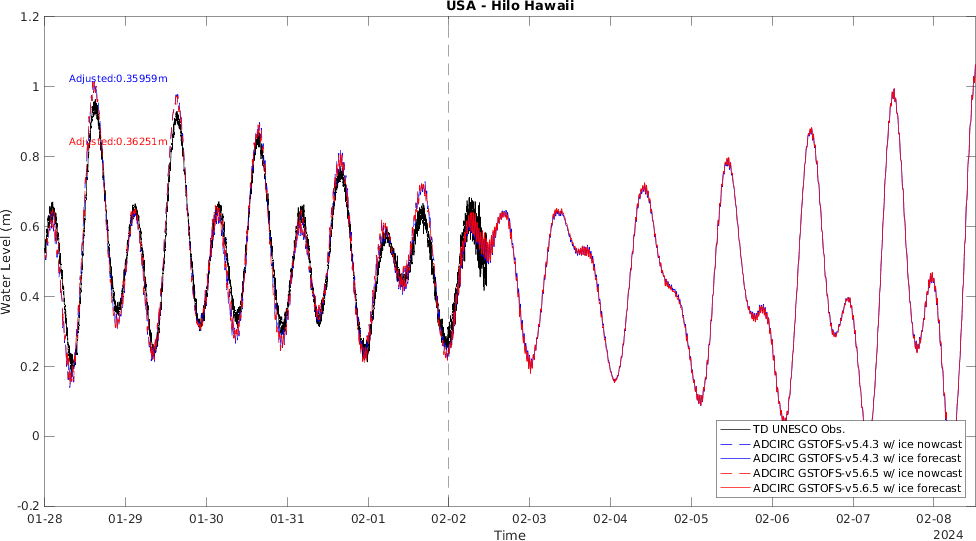 USA - Hilo Hawaii
1.2
1
0.8
0.6
0.4
0.2
0
-0.2
Water Level (m)
Adjusted:0.35959m
Adjusted:0.36251m
TD UNESCO Obs.
ADCIRC GSTOFS-v5.4.3 w/ ice nowcast
ADCIRC GSTOFS-v5.4.3 w/ ice forecast
ADCIRC GSTOFS-v5.6.5 w/ ice nowcast
ADCIRC GSTOFS-v5.6.5 w/ ice forecast
01-28 01-29 01-30 01-31 02-01 02-02 02-03 02-04 02-05 02-06 02-07 02-08
Time
2024